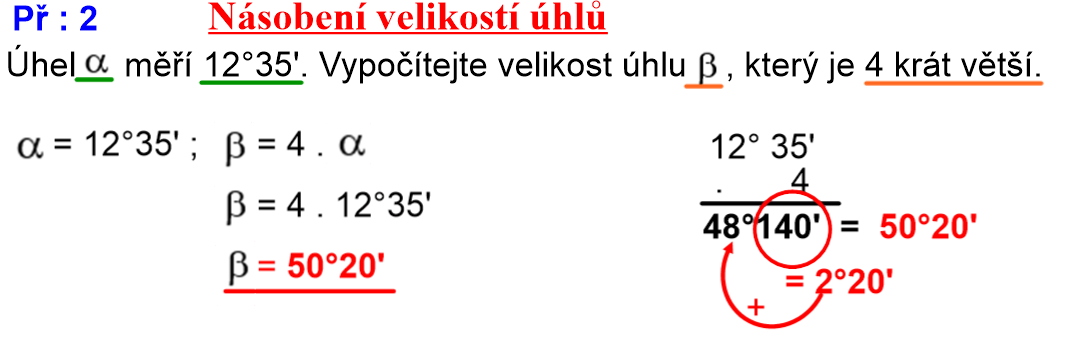 Př : 2 Násobení velikostí úhlů
Úhel α měří 12°35'. Vypočítejte velikost úhlu β , který je 4 krát větší.
α = 12°35' ; β = 4 . α
β = 4 . 12°35'
β = 50°20'
12° 35'
. 4
48°140' = 50°20'
= 2°20'
+